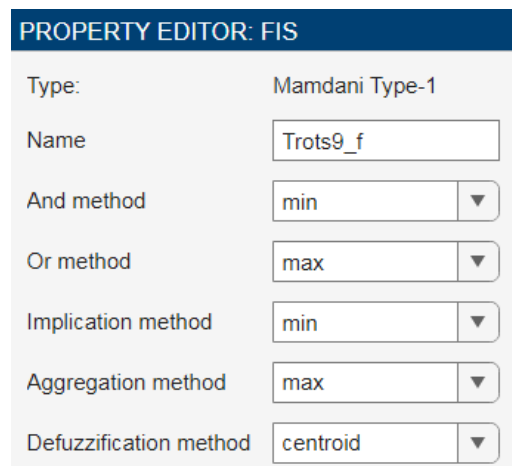 PROPERTY EDITOR: FIS
Type: Mamdani Type-1
Name Trots9_f
And method min
Or method max
Implication method min
Aggregation method max
Defuzzification method centroid